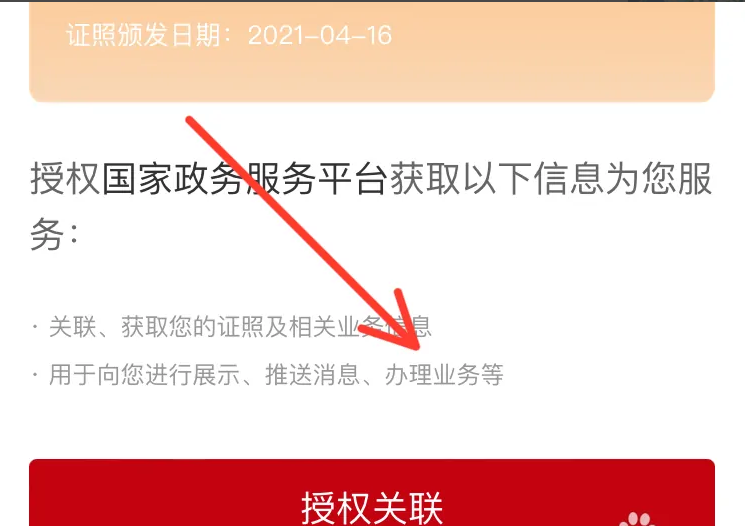 证照颁发日期：2021-04-16
授权国家政务服务平台获取以下信息为您服
务：
· 关联、获取您的证照及相关业务信息
· 用于向您进行展示、推送消息、办理业务等
授权关联